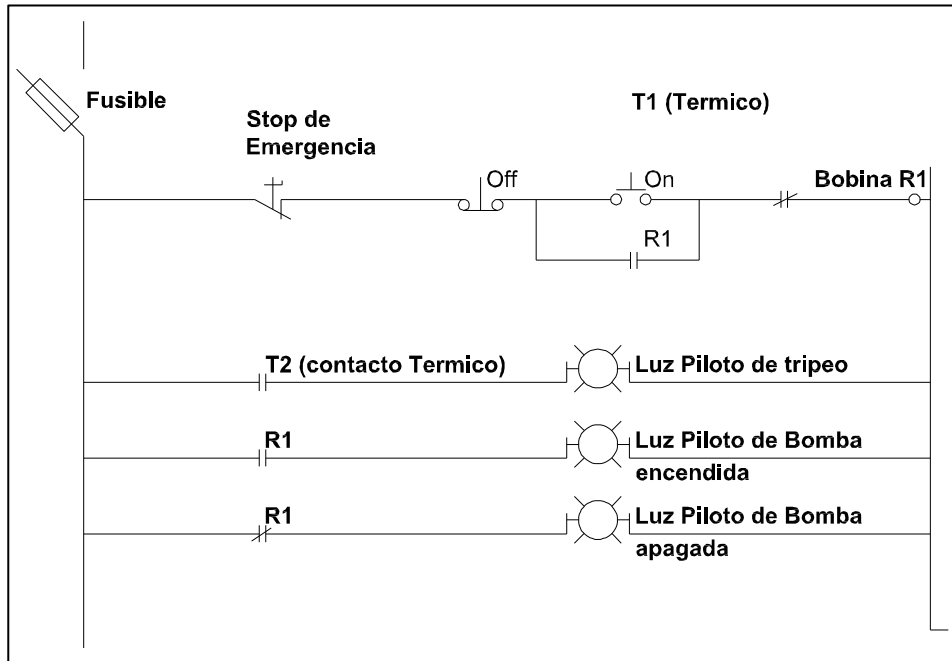 Fusible
T1 (Termico)
Stop de
Emergencia
Off
On
Bobina R1
R1
T2 (contacto Termico)
Luz Piloto de tripeo
R1
Luz Piloto de Bomba
encendida
R1
Luz Piloto de Bomba
apagada